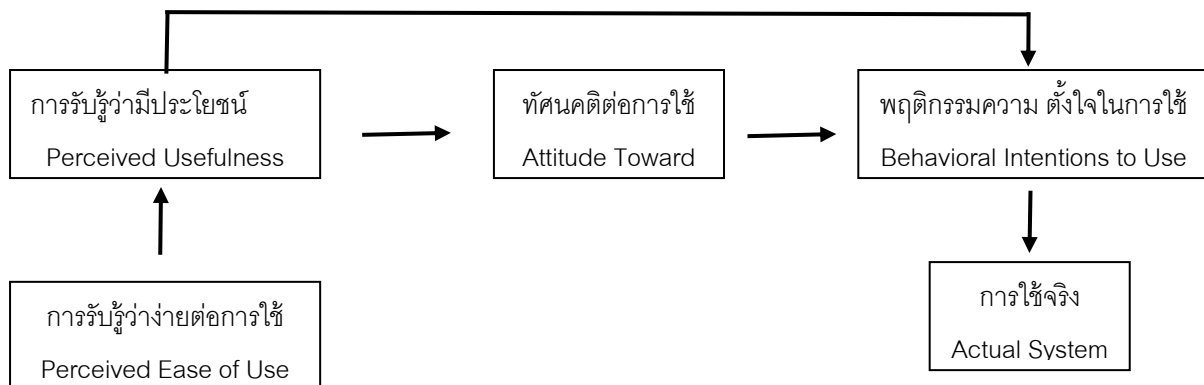 การรับรู้ว่ามีประโยชน์
Perceived Usefulness
ทัศนคติต่อการใช้
Attitude Toward
พฤติกรรมความ ตั้งใจในการใช้
Behavioral Intentions to Use
การรับรู้ว่าง่ายต่อการใช้
Perceived Ease of Use
การใช้จริง
Actual System